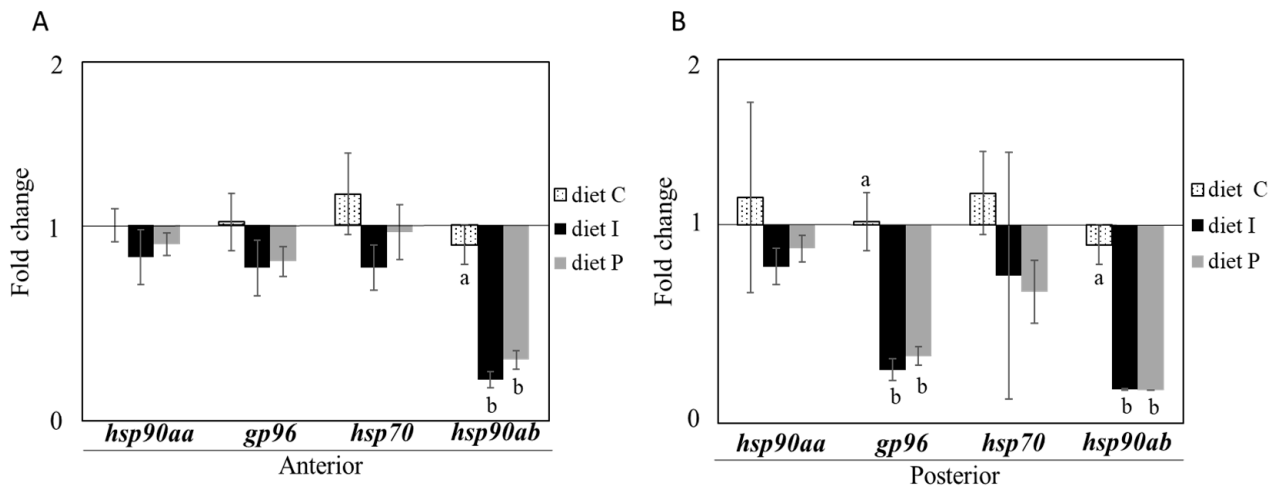 A
2
Fold change
1
0
a
b
b
hsp90aa gp96 hsp70 hsp90ab
Anterior
diet C
diet I
diet P
B
2
Fold change
1
0
a
b
b
a
b
b
hsp90aa gp96 hsp70 hsp90ab
Posterior
diet C
diet I
diet P